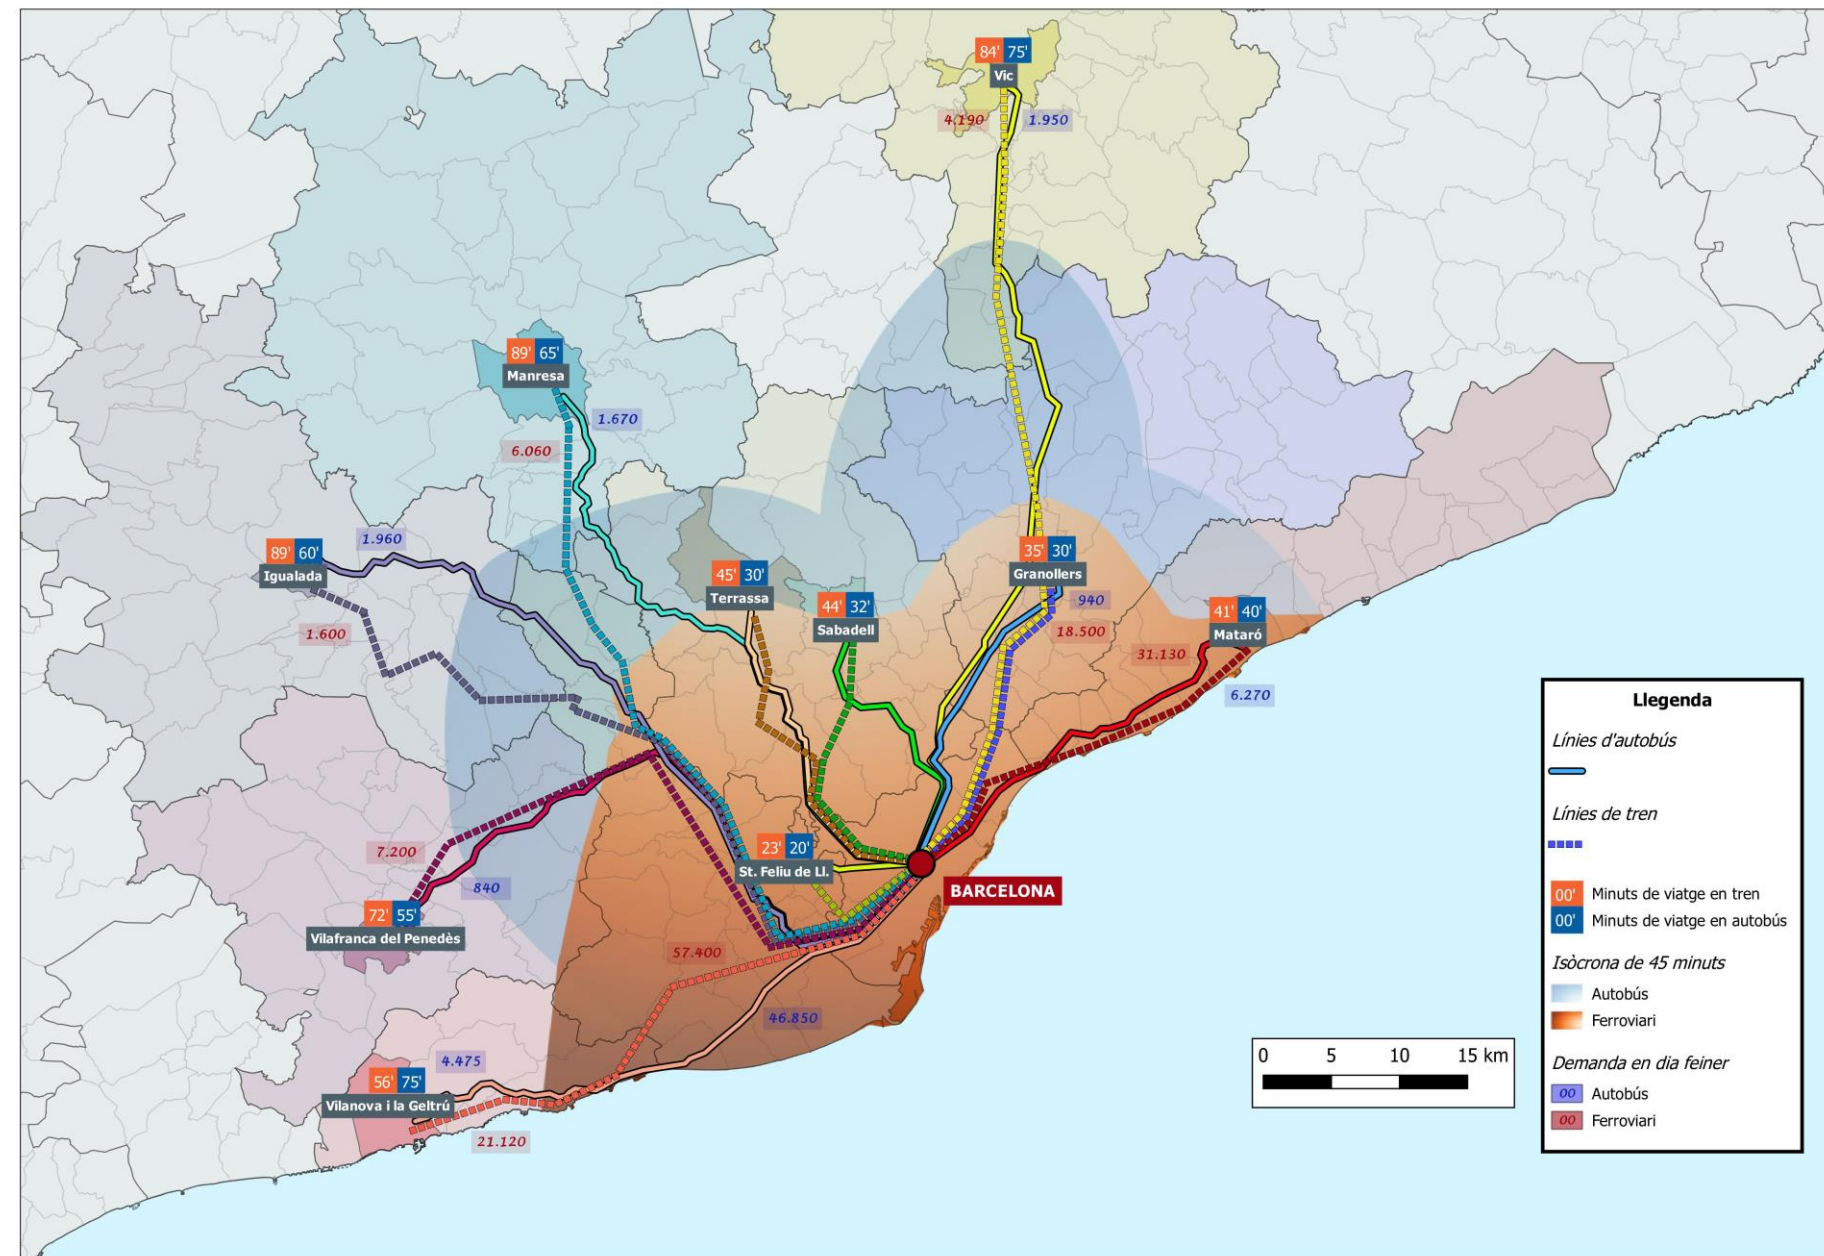 84' 75'
Vic
4.190
1.950
89' 65'
Manresa
1.670
6.060
1.960
89' 60'
Igualada
1.600
45' 30'
Terrassa
44' 32'
Sabadell
35' 30'
Granollers
940
18.500
41' 40'
Mataró
31.130
6.270
23' 20'
St. Feliu de Ll.
BARCELONA
7.200
840
72' 55'
Vilafranca del Penedès
57.400
46.850
4.475
56' 75'
Vilanova i la Geltrú
21.120
0 5 10 15 km
Llegenda
Línies d'autobús
Línies de tren
00' Minuts de viatge en tren
00' Minuts de viatge en autobús
Isòcrona de 45 minuts
Autobús
Ferroviari
Demanda en dia feiner
00 Autobús
00 Ferroviari